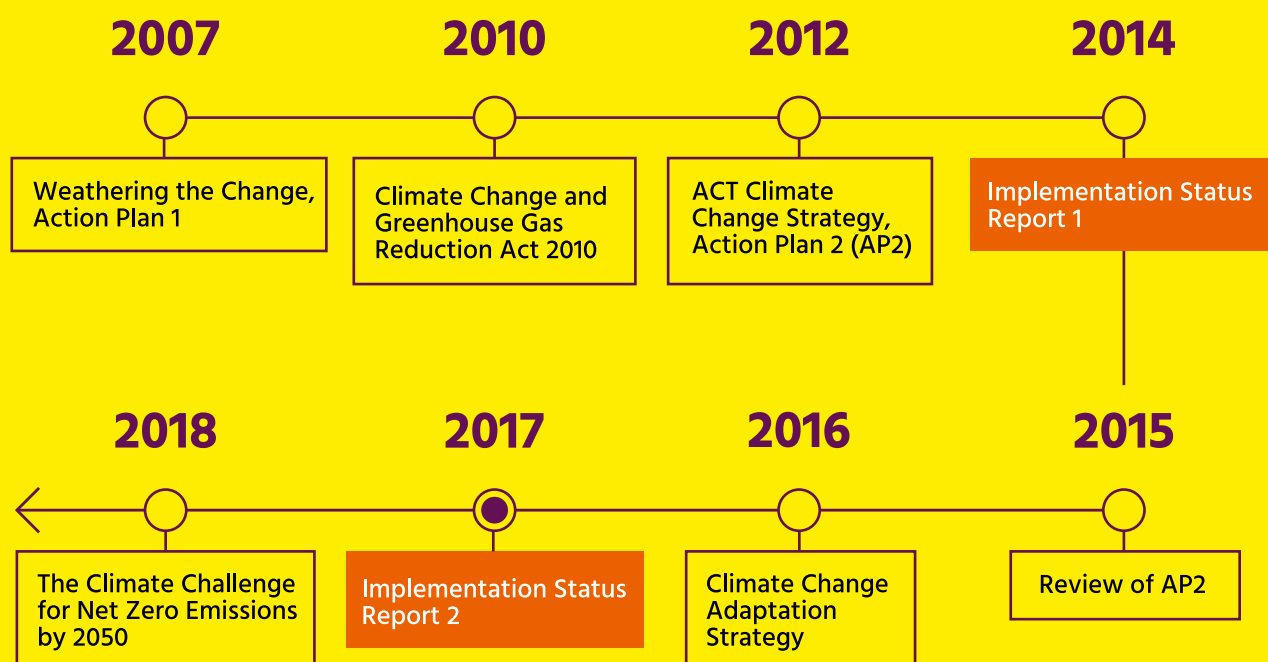 2007
2010
2012
2014
Weathering the Change,
Action Plan 1
Climate Change and
Greenhouse Gas
Reduction Act 2010
ACT Climate
Change Strategy,
Action Plan 2 (AP2)
Implementation Status
Report 1
2018
2017
2016
2015
The Climate Challenge
for Net Zero Emissions
by 2050
Implementation Status
Report 2
Climate Change
Adaptation
Strategy
Review of AP2